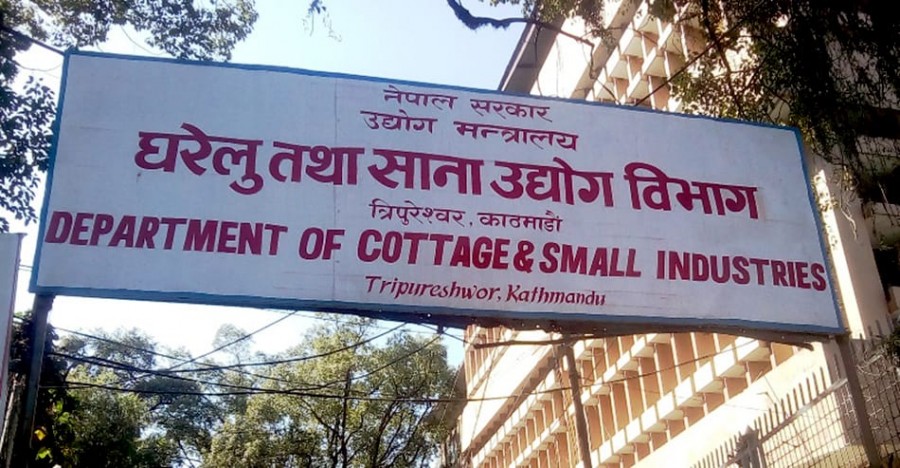 नेपाल सरकार
उद्योग मन्त्रालय
घरेलु तथा साना उद्योग विभाग
त्रिपुरेश्वर, काठमाडौं
DEPARTMENT OF COTTAGE & SMALL INDUSTRIES
Tripureshwor, Kathmandu